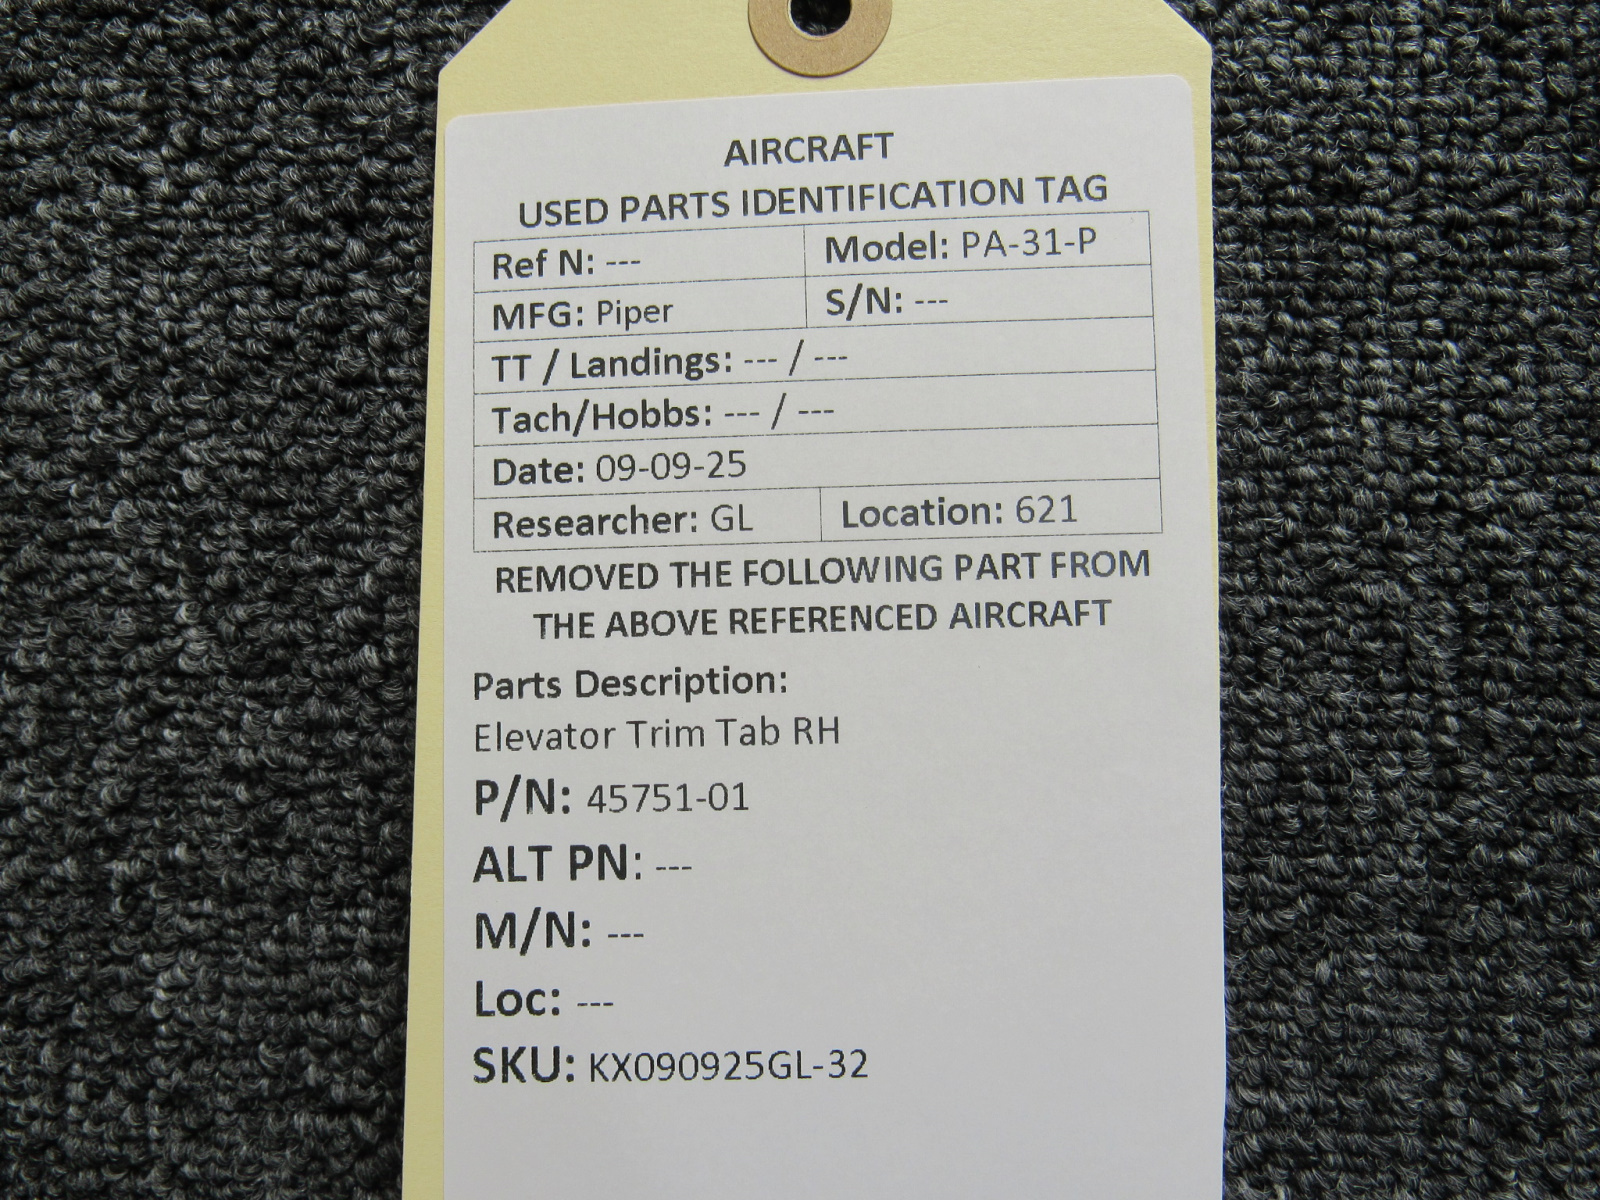 AIRCRAFT
USED PARTS IDENTIFICATION TAG
Ref N: --- Model: PA-31-P
MFG: Piper S/N: ---
TT / Landings: --- / ---
Tach/Hobbs: --- / ---
Date: 09-09-25
Researcher: GL Location: 621
REMOVED THE FOLLOWING PART FROM
THE ABOVE REFERENCED AIRCRAFT
Parts Description:
Elevator Trim Tab RH
P/N: 45751-01
ALT PN: ---
M/N: ---
Loc: ---
SKU: KX090925GL-32